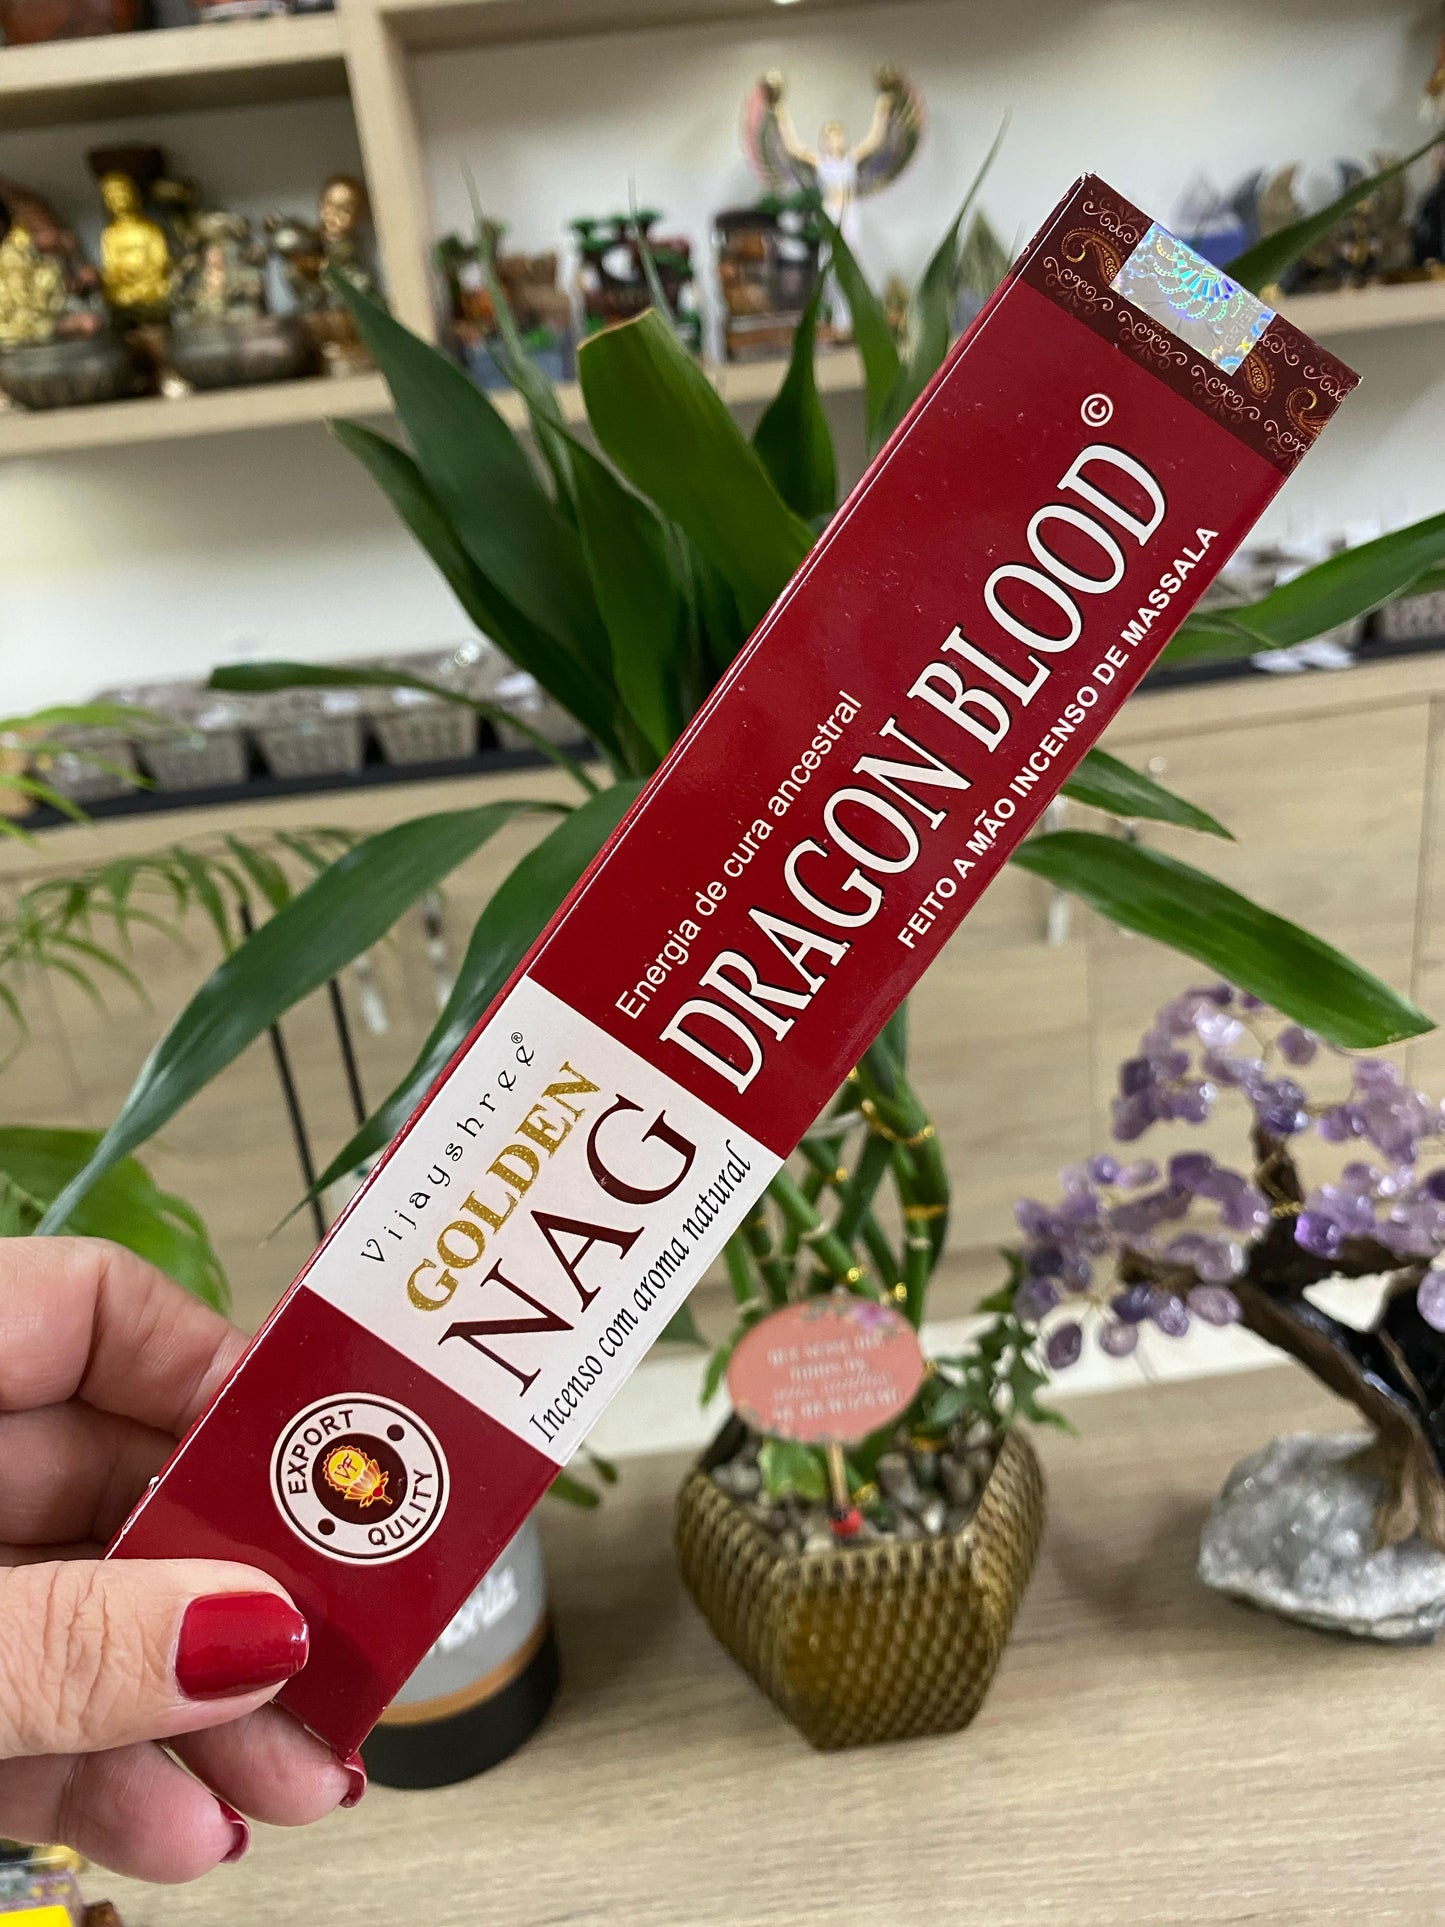 Energia de cura ancestral
DRAGON BLOOD©
FEITO A MÃO INCENSO DE MASSALA
Vijayshree®
GOLDEN
NAG
Incenso com aroma natural
EXPORT
VF
QULITY